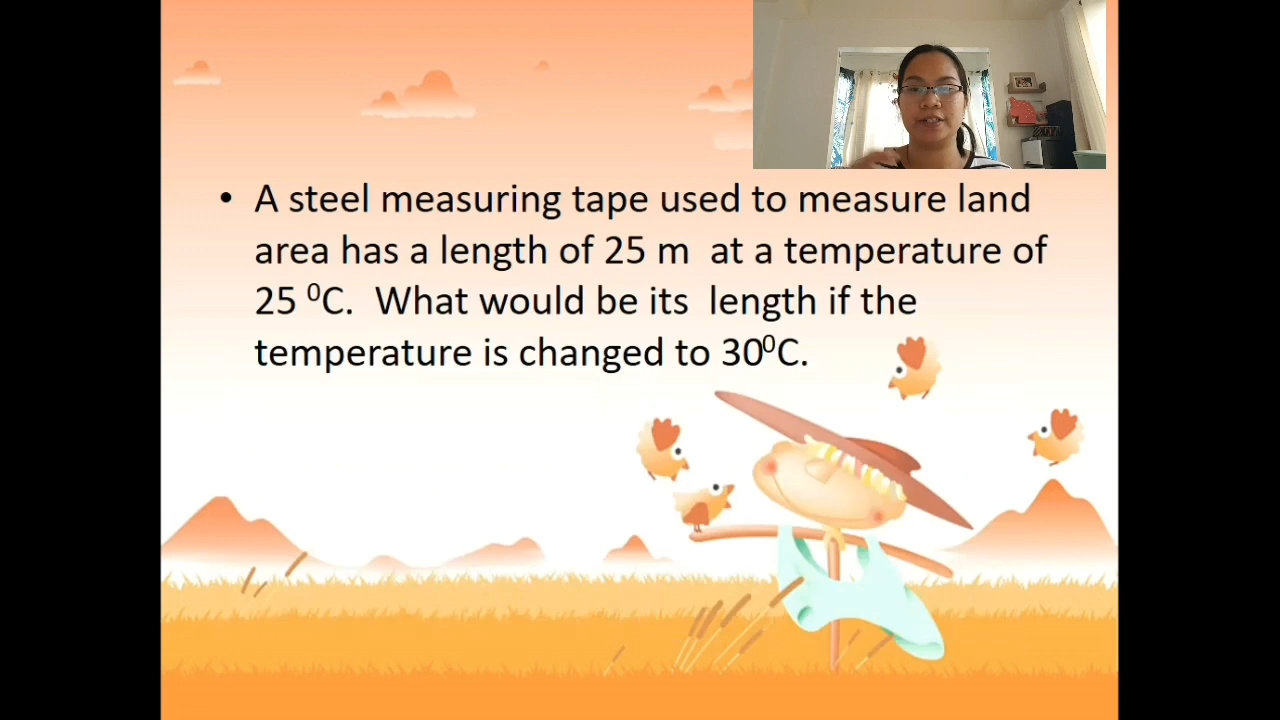 • A steel measuring tape used to measure land
area has a length of 25 m  at a temperature of
25 ⁰C.  What would be its  length if the
temperature is changed to 30⁰C.